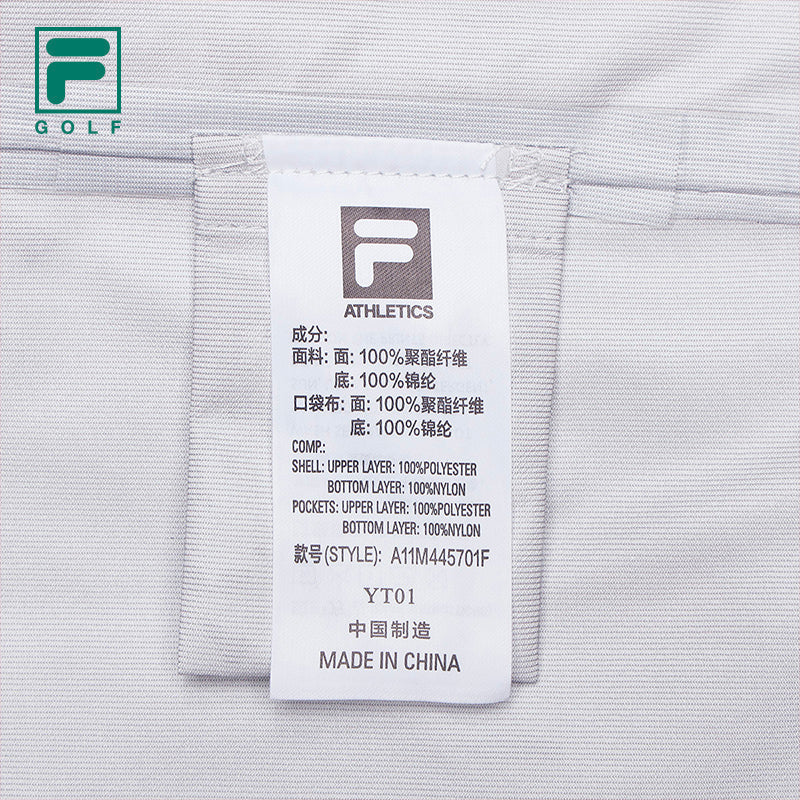 F
GOLF
F
ATHLETICS
成分:
面料: 面: 100%聚酯纤维
底: 100%锦纶
口袋布: 面: 100%聚酯纤维
底: 100%锦纶
COMP.:
SHELL: UPPER LAYER: 100%POLYESTER
BOTTOM LAYER: 100%NYLON
POCKETS: UPPER LAYER: 100%POLYESTER
BOTTOM LAYER: 100%NYLON
款号(STYLE): A11M445701F
YT01
中国制造
MADE IN CHINA